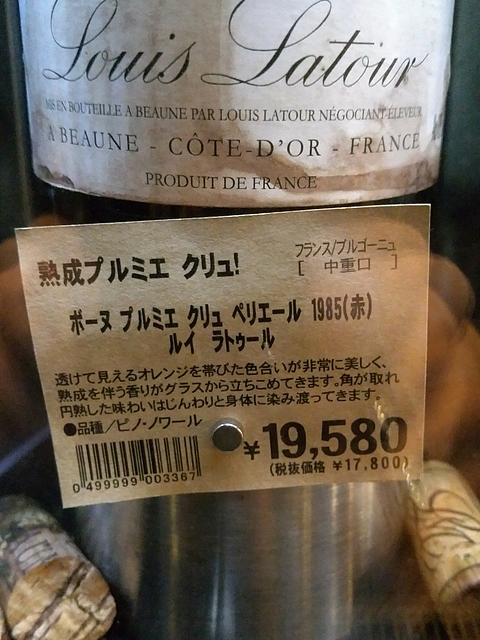 Louis Latour
MIS EN BOUTEILLE A BEAUNE PAR LOUIS LATOUR NÉGOCIANT-ÉLEVEUR
A BEAUNE - CÔTE-D'OR - FRANCE
PRODUIT DE FRANCE
熟成プルミエ クリュ!
フランス/ブルゴーニュ
[ 中重口 ]
ボーヌ プルミエ クリュ ペリエール 1985(赤)
ルイ ラトゥール
透けて見えるオレンジを帯びた色合いが非常に美しく、
熟成を伴う香りがグラスから立ちこめてきます。角が取れ
円熟した味わいはじんわりと身体に染み渡ってきます。
●品種/ピノ・ノワール
¥19,580
(税抜価格 ¥17,800)
0 499999 003367